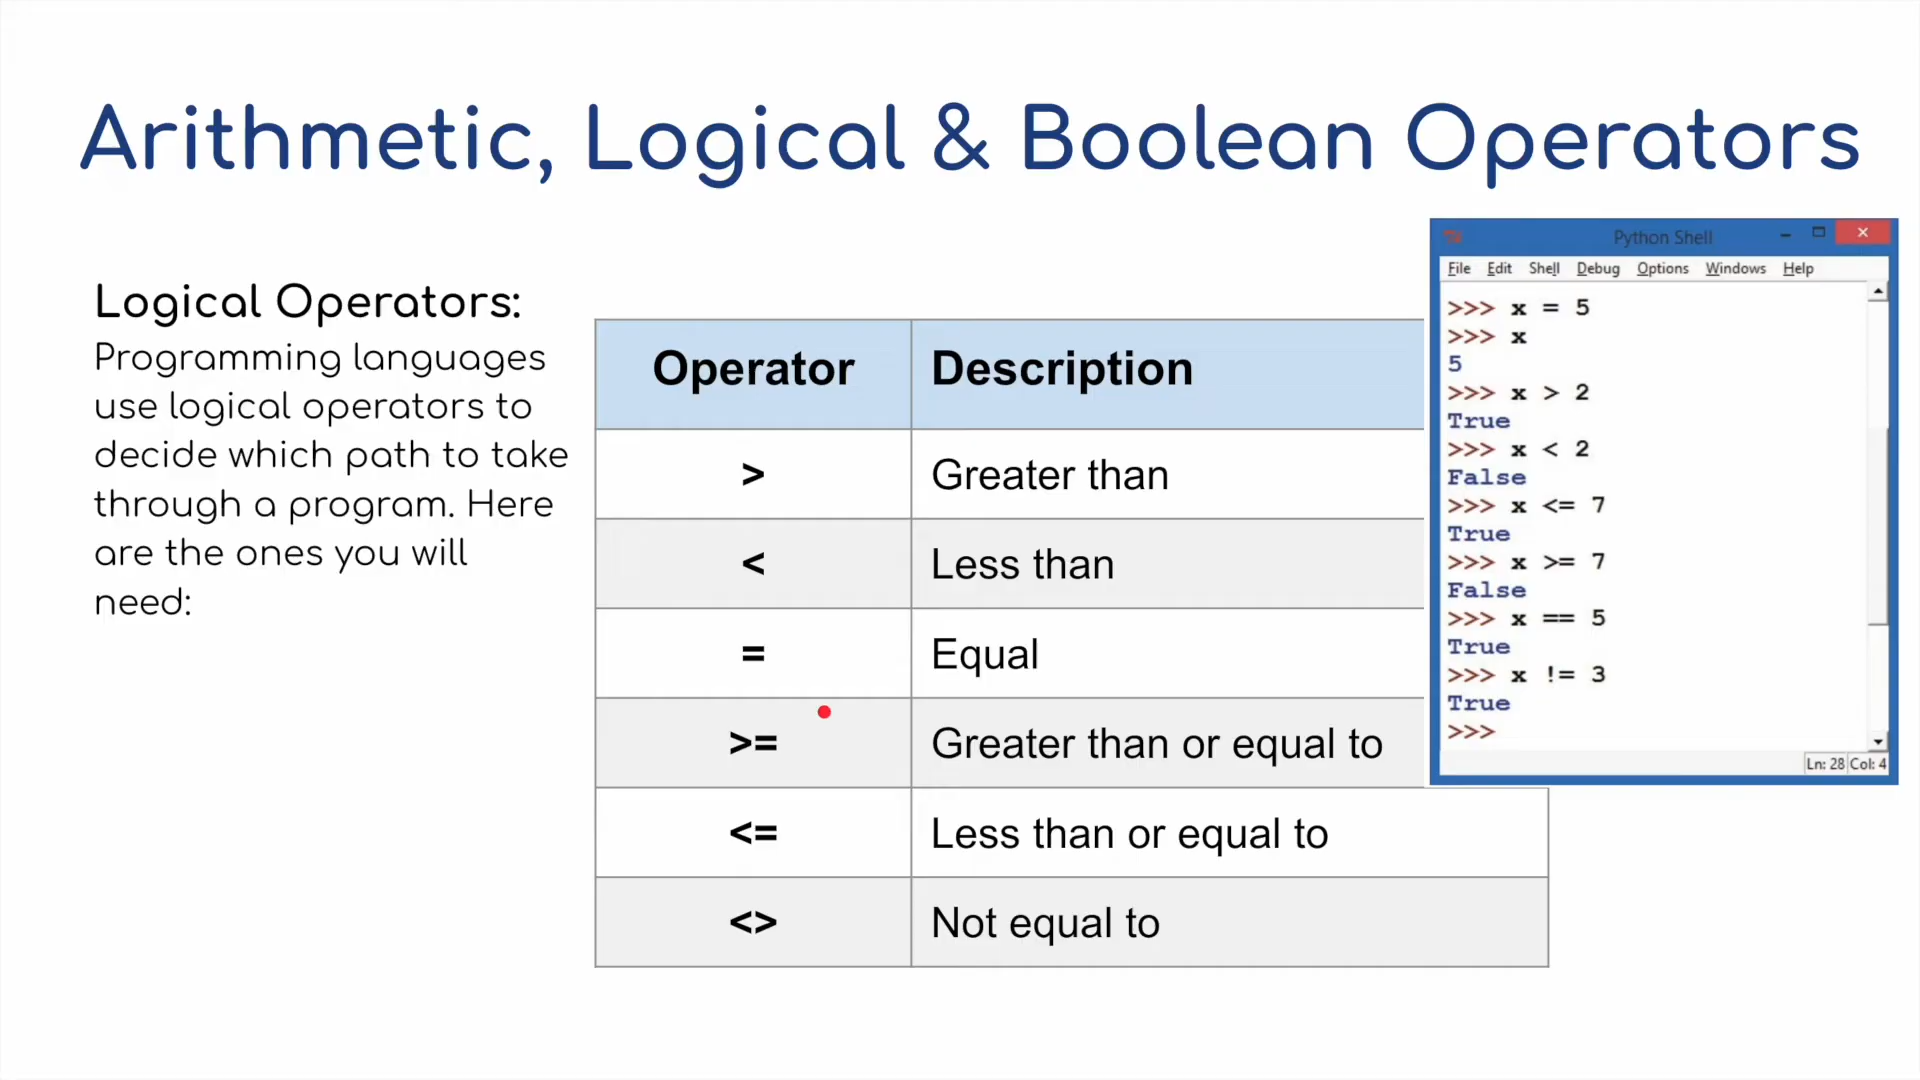 Arithmetic, Logical & Boolean Operators
Logical Operators:
Programming languages
use logical operators to
decide which path to take
through a program. Here
are the ones you will
need:
Operator Description
> Greater than
< Less than
= Equal
>= Greater than or equal to
<= Less than or equal to
<> Not equal to
Python Shell
File Edit Shell Debug Options Windows Help
>>> x = 5
>>> x
5
>>> x > 2
True
>>> x < 2
False
>>> x <= 7
True
>>> x >= 7
False
>>> x == 5
True
>>> x != 3
True
>>>
Ln: 28 Col: 4